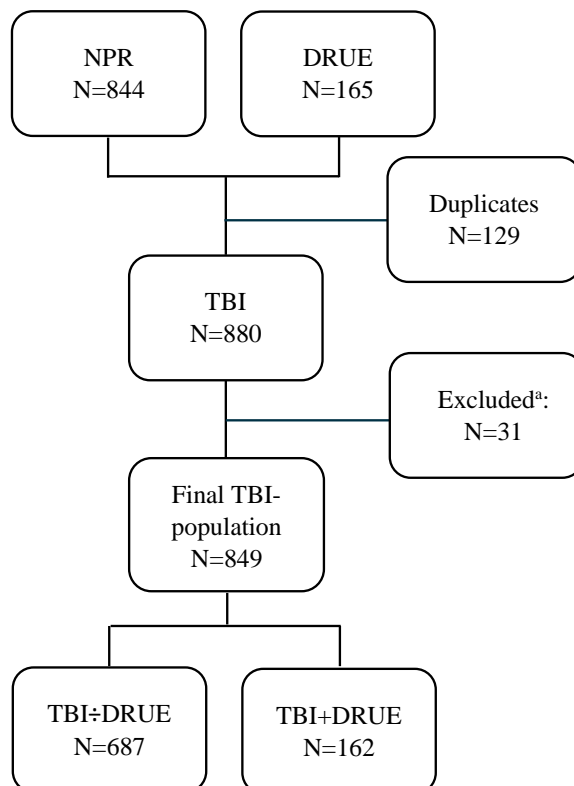 NPR
N=844
DRUE
N=165
Duplicates
N=129
TBI
N=880
Excludedᵃ:
N=31
Final TBI-
population
N=849
TBI÷DRUE
N=687
TBI+DRUE
N=162